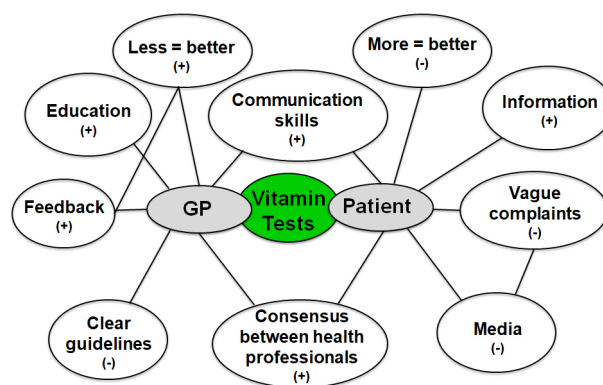 Less = better
(+)
More = better
(-)
Education
(+)
Communication
skills
(+)
Information
(+)
Feedback
(+)
GP
Vitamin
Tests
Patient
Vague
complaints
(-)
Clear
guidelines
(-)
Consensus
between health
professionals
(+)
Media
(-)